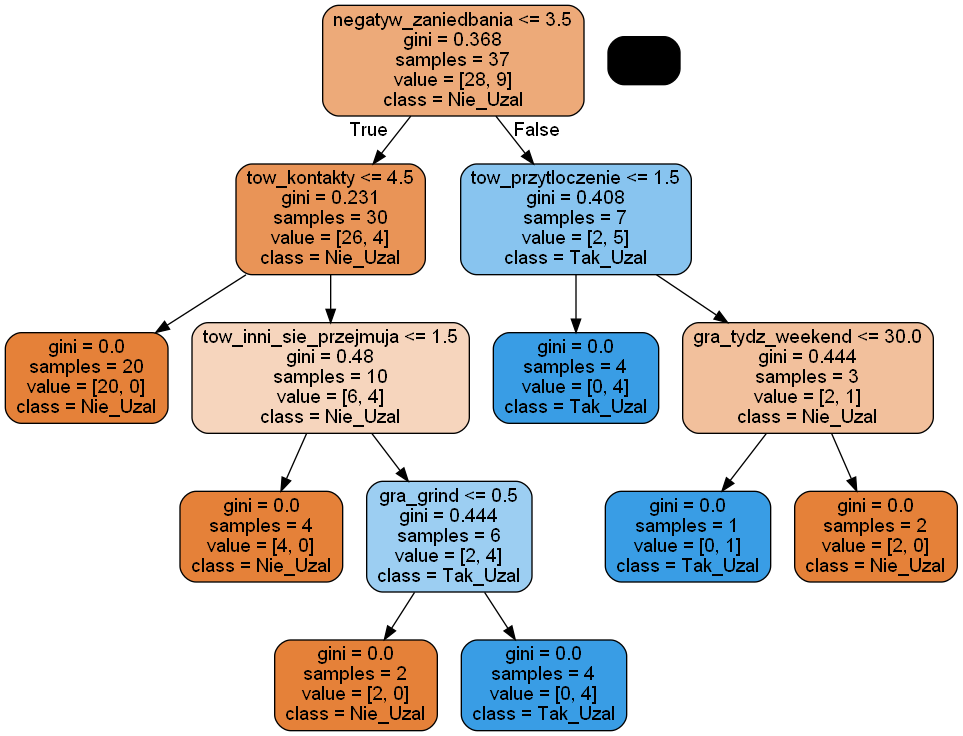 negatyw_zaniedbania <= 3.5
gini = 0.368
samples = 37
value = [28, 9]
class = Nie_Uzal
True
False
tow_kontakty <= 4.5
gini = 0.231
samples = 30
value = [26, 4]
class = Nie_Uzal
tow_przytloczenie <= 1.5
gini = 0.408
samples = 7
value = [2, 5]
class = Tak_Uzal
gini = 0.0
samples = 20
value = [20, 0]
class = Nie_Uzal
tow_inni_sie_przejmuja <= 1.5
gini = 0.48
samples = 10
value = [6, 4]
class = Nie_Uzal
gini = 0.0
samples = 4
value = [0, 4]
class = Tak_Uzal
gra_tydz_weekend <= 30.0
gini = 0.444
samples = 3
value = [2, 1]
class = Nie_Uzal
gini = 0.0
samples = 4
value = [4, 0]
class = Nie_Uzal
gra_grind <= 0.5
gini = 0.444
samples = 6
value = [2, 4]
class = Tak_Uzal
gini = 0.0
samples = 1
value = [0, 1]
class = Tak_Uzal
gini = 0.0
samples = 2
value = [2, 0]
class = Nie_Uzal
gini = 0.0
samples = 2
value = [2, 0]
class = Nie_Uzal
gini = 0.0
samples = 4
value = [0, 4]
class = Tak_Uzal